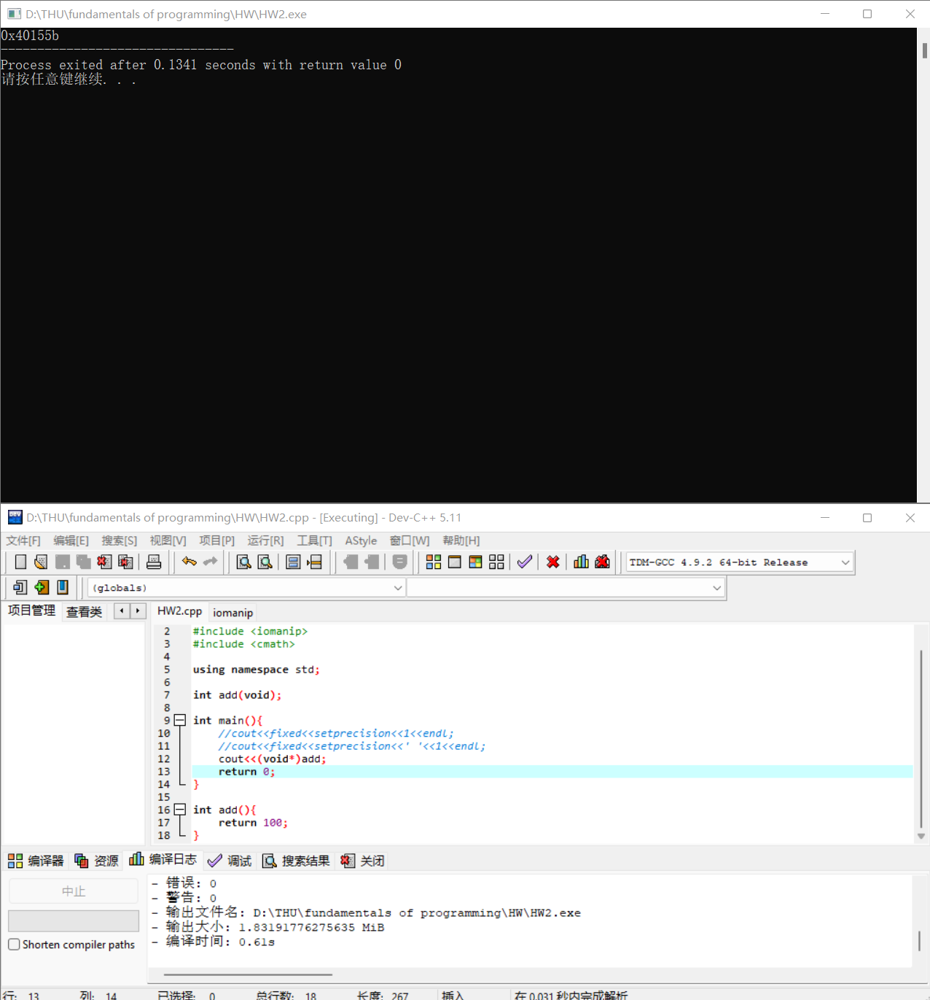 D:\THU\fundamentals of programming\HW\HW2.exe
0x40155b
--------------------------------
Process exited after 0.1341 seconds with return value 0
请按任意键继续. . .
D:\THU\fundamentals of programming\HW\HW2.cpp - [Executing] - Dev-C++ 5.11
文件[F] 编辑[E] 搜索[S] 视图[V] 项目[P] 运行[R] 工具[T] AStyle 窗口[W] 帮助[H]
TDM-GCC 4.9.2 64-bit Release
(globals)
项目管理 查看类 HW2.cpp iomanip
2 #include <iomanip>
3 #include <cmath>
4
5 using namespace std;
6
7 int add(void);
8
9 int main(){
10 //cout<<fixed<<setprecision<<1<<endl;
11 //cout<<fixed<<setprecision<<' '<<1<<endl;
12 cout<<(void*)add;
13 return 0;
14 }
15
16 int add(){
17 return 100;
18 }
编译器 资源 编译日志 调试 搜索结果 关闭
中止
Shorten compiler paths
- 错误: 0
- 警告: 0
- 输出文件名: D:\THU\fundamentals of programming\HW\HW2.exe
- 输出大小: 1.83191776275635 MiB
- 编译时间: 0.61s
行: 13 列: 14 已选择: 0 总行数: 18 长度: 267 插入 在 0.031 秒内完成解析